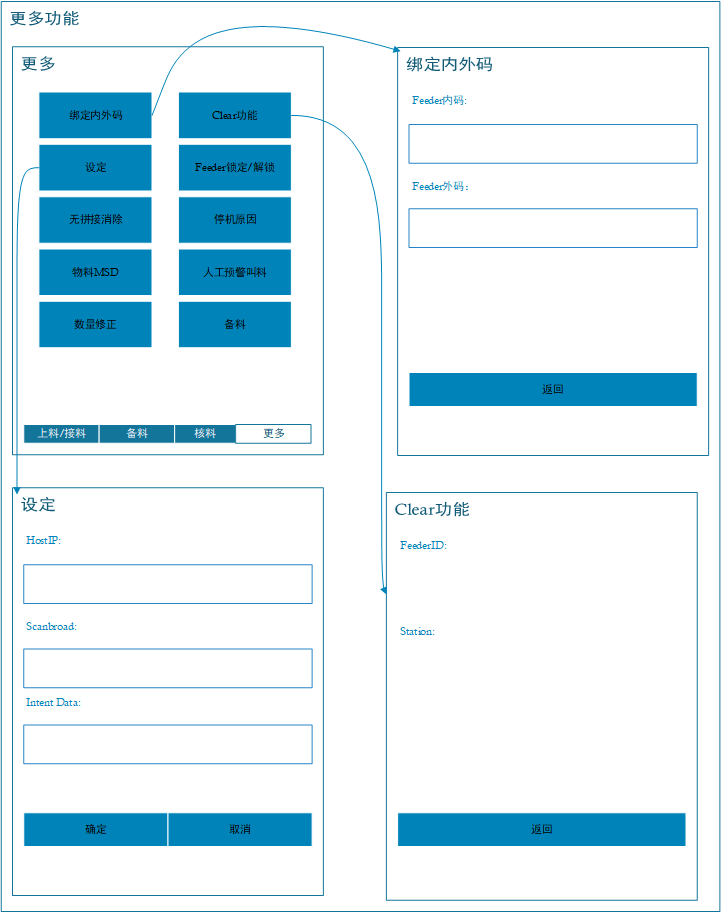 更多功能
更多
绑定内外码
Clear功能
设定
Feeder锁定/解锁
无拼接消除
停机原因
物料MSD
人工预警叫料
数量修正
备料
上料/接料
备料
核料
更多
绑定内外码
Feeder内码:
Feeder外码：
返回
设定
HostIP:
Scanbroad:
Intent Data:
确定
取消
Clear功能
FeederID:
Station:
返回